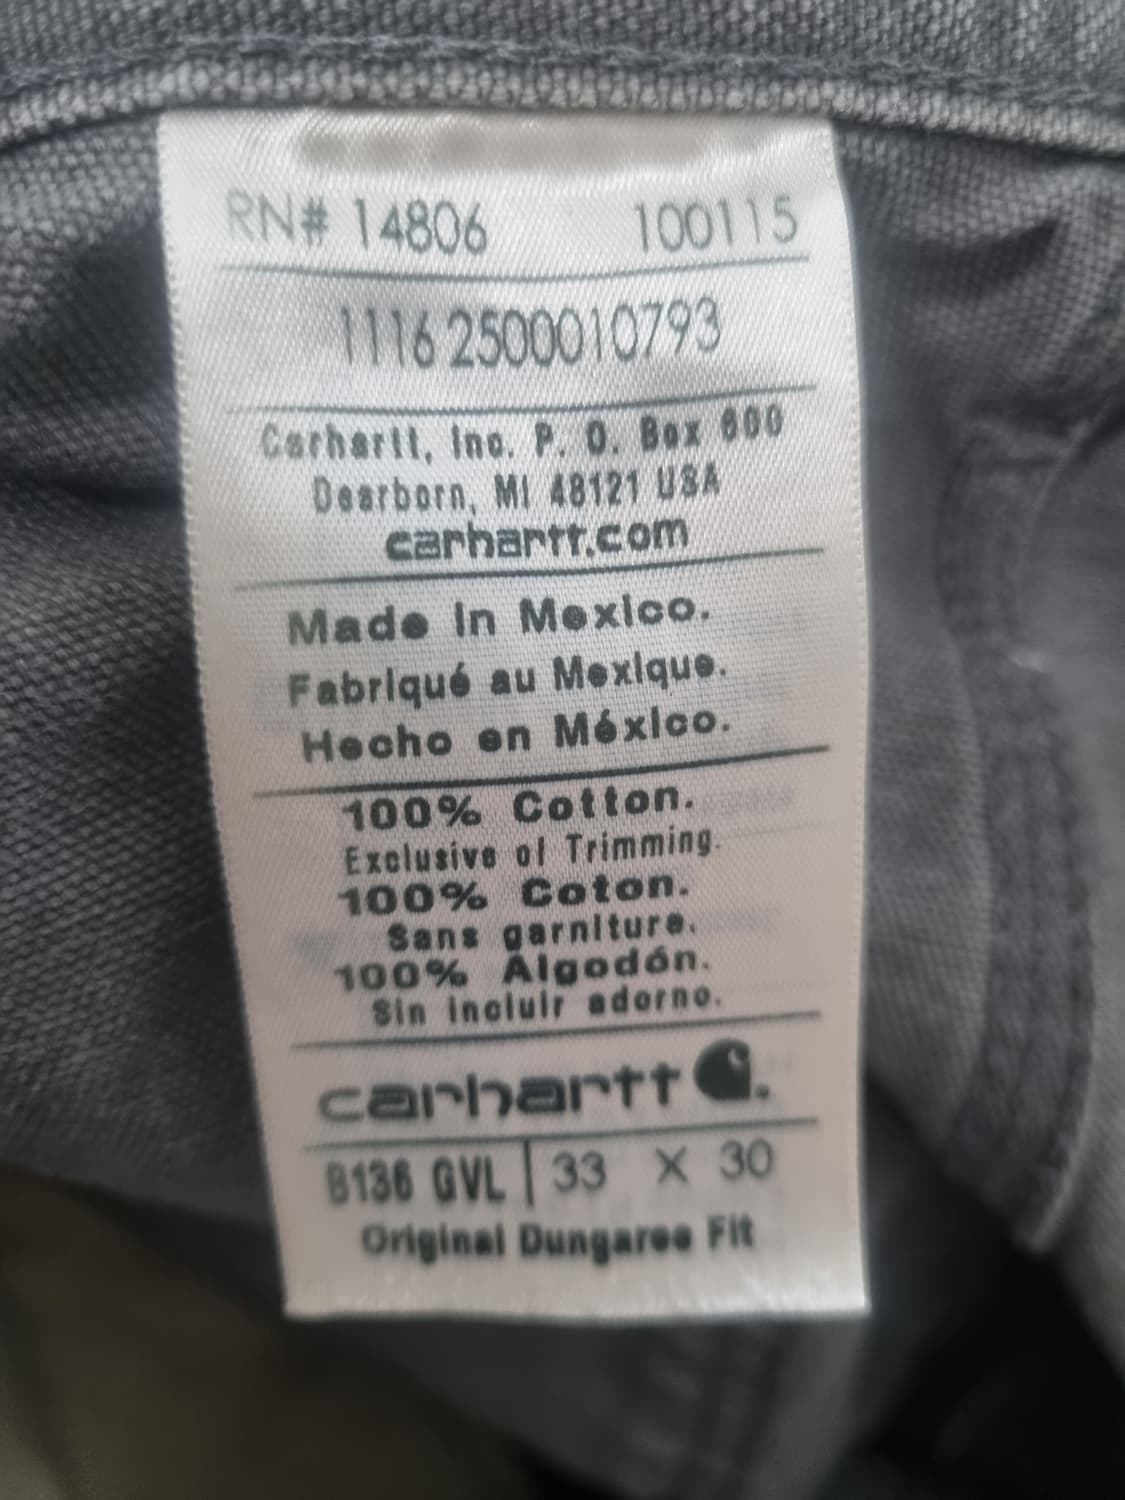 RN# 14806 100115
1116 2500010793
Carhartt, Inc. P. O. Box 600
Dearborn, MI 48121 USA
carhartt.com
Made In Mexico.
Fabriqué au Mexique.
Hecho en México.
100% Cotton.
Exclusive of Trimming.
100% Coton.
Sans garniture.
100% Algodón.
Sin incluir adorno.
carhartt
B136 GVL | 33 X 30
Original Dungaree Fit